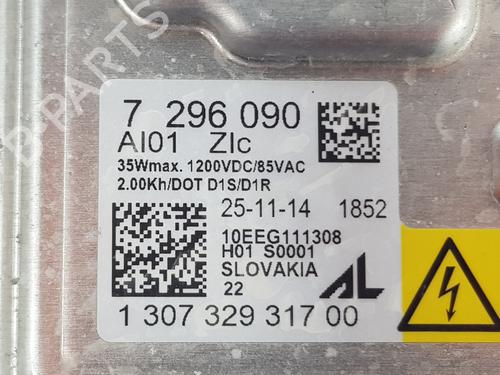 7 296 090
AI01 ZIc
35Wmax. 1200VDC/85VAC
2.00Kh/DOT D1S/D1R
25-11-14 1852
10EEG111308
H01 S0001
SLOVAKIA
22
AL
1 307 329 317 00